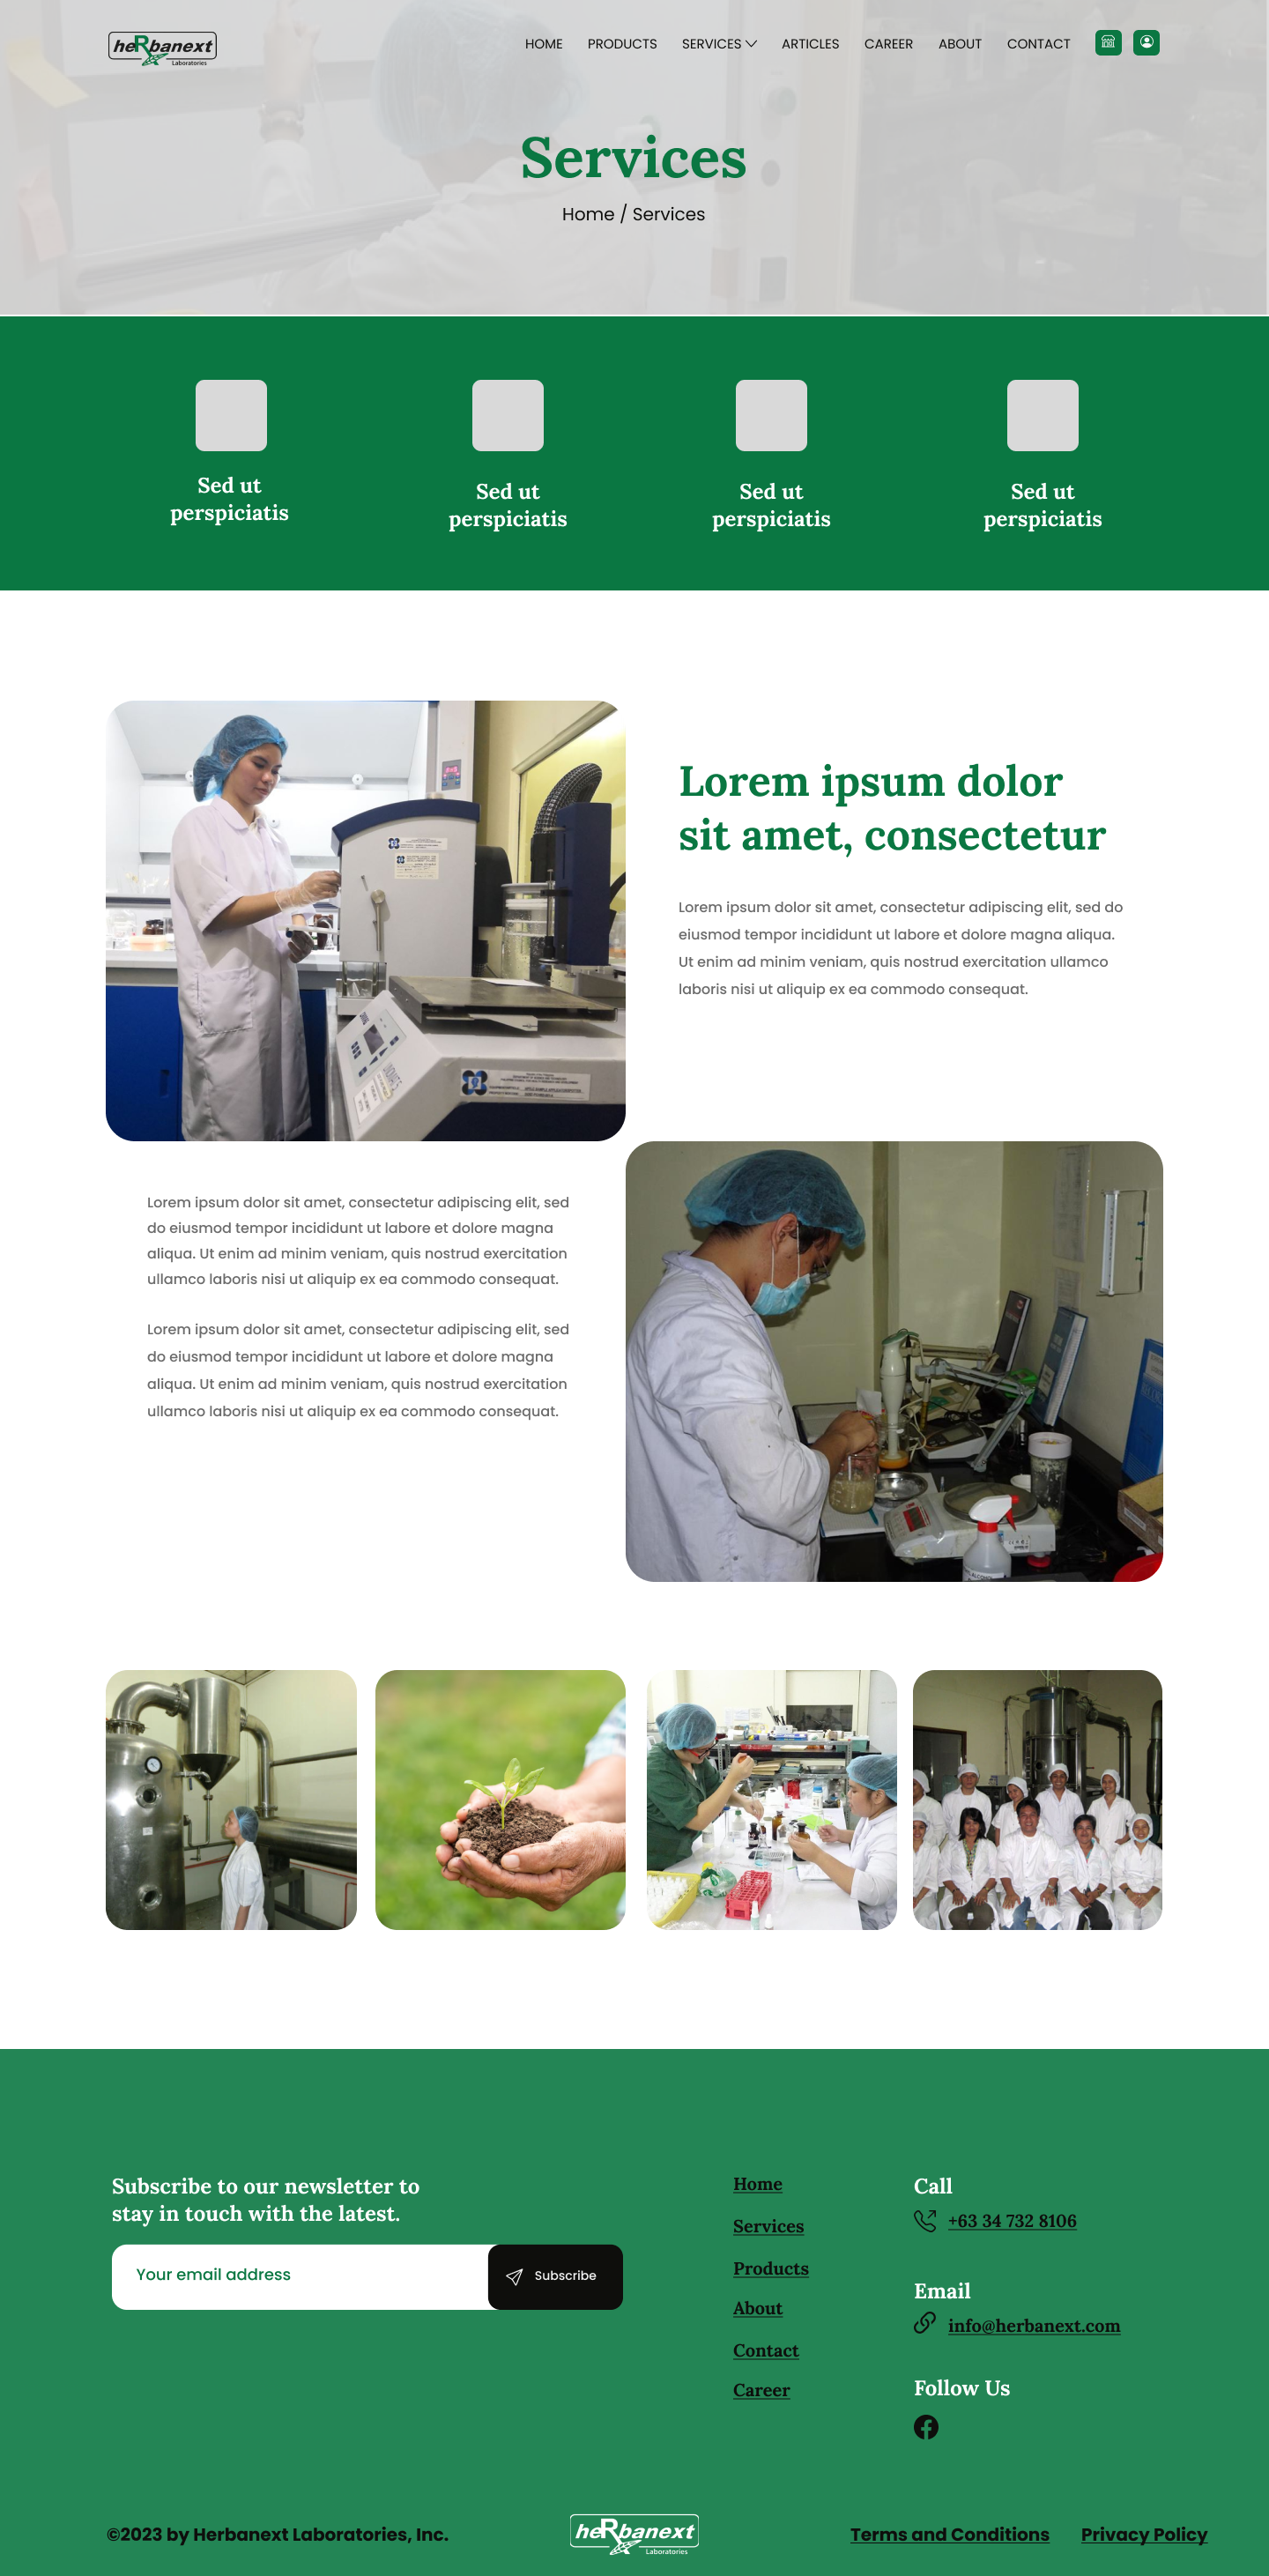 heRbanext
Laboratories
HOME PRODUCTS SERVICES ARTICLES CAREER ABOUT CONTACT
Services
Home / Services
Sed ut
perspiciatis
Sed ut
perspiciatis
Sed ut
perspiciatis
Sed ut
perspiciatis
Lorem ipsum dolor
sit amet, consectetur
Lorem ipsum dolor sit amet, consectetur adipiscing elit, sed do
eiusmod tempor incididunt ut labore et dolore magna aliqua.
Ut enim ad minim veniam, quis nostrud exercitation ullamco
laboris nisi ut aliquip ex ea commodo consequat.
Lorem ipsum dolor sit amet, consectetur adipiscing elit, sed
do eiusmod tempor incididunt ut labore et dolore magna
aliqua. Ut enim ad minim veniam, quis nostrud exercitation
ullamco laboris nisi ut aliquip ex ea commodo consequat.
Lorem ipsum dolor sit amet, consectetur adipiscing elit, sed
do eiusmod tempor incididunt ut labore et dolore magna
aliqua. Ut enim ad minim veniam, quis nostrud exercitation
ullamco laboris nisi ut aliquip ex ea commodo consequat.
Subscribe to our newsletter to
stay in touch with the latest.
Your email address
Subscribe
Home
Services
Products
About
Contact
Career
Call
+63 34 732 8106
Email
info@herbanext.com
Follow Us
©2023 by Herbanext Laboratories, Inc.
heRbanext
Laboratories
Terms and Conditions
Privacy Policy